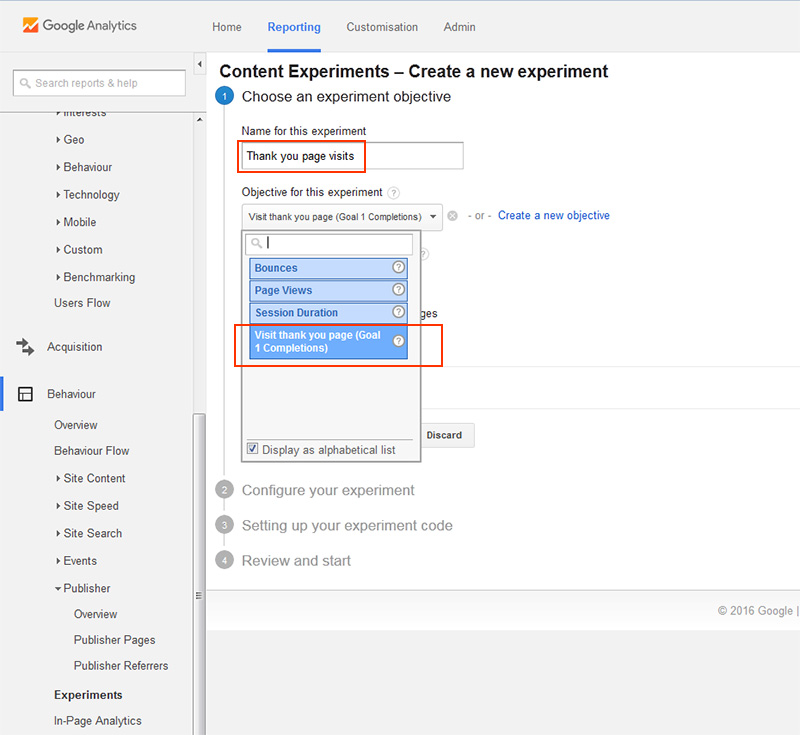 Google Analytics
Home Reporting Customisation Admin
Search reports & help
Interests
Geo
Behaviour
Technology
Mobile
Custom
Benchmarking
Users Flow
Acquisition
Behaviour
Overview
Behaviour Flow
Site Content
Site Speed
Site Search
Events
Publisher
Overview
Publisher Pages
Publisher Referrers
Experiments
In-Page Analytics
Content Experiments – Create a new experiment
1 Choose an experiment objective
Name for this experiment
Thank you page visits
Objective for this experiment ?
Visit thank you page (Goal 1 Completions) - or - Create a new objective
?
Bounces ?
Page Views ?
Session Duration ?
ges
Visit thank you page (Goal
1 Completions) ?
Discard
Display as alphabetical list
2 Configure your experiment
3 Setting up your experiment code
4 Review and start
© 2016 Google |